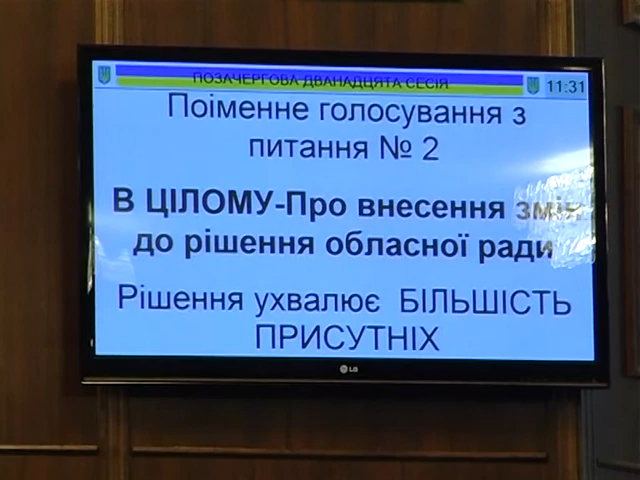 ПОЗАЧЕРГОВА ДВАНАДЦЯТА СЕСІЯ
11:31
Поіменне голосування з
питання № 2
В ЦІЛОМУ-Про внесення змін
до рішення обласної ради
Рішення ухвалює БІЛЬШІСТЬ
ПРИСУТНІХ
LG